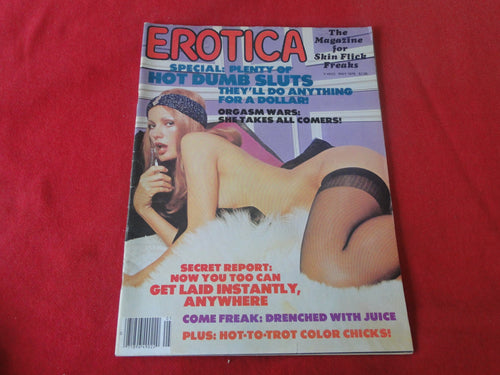 EROTICA
The
Magazine
for
Skin Flick
Freaks
SPECIAL: PLENTY OF
HOT DUMB SLUTS
THEY'LL DO ANYTHING
FOR A DOLLAR!
ORGASM WARS:
SHE TAKES ALL COMERS!
SECRET REPORT:
NOW YOU TOO CAN
GET LAID INSTANTLY,
ANYWHERE
COME FREAK: DRENCHED WITH JUICE
PLUS: HOT-TO-TROT COLOR CHICKS!